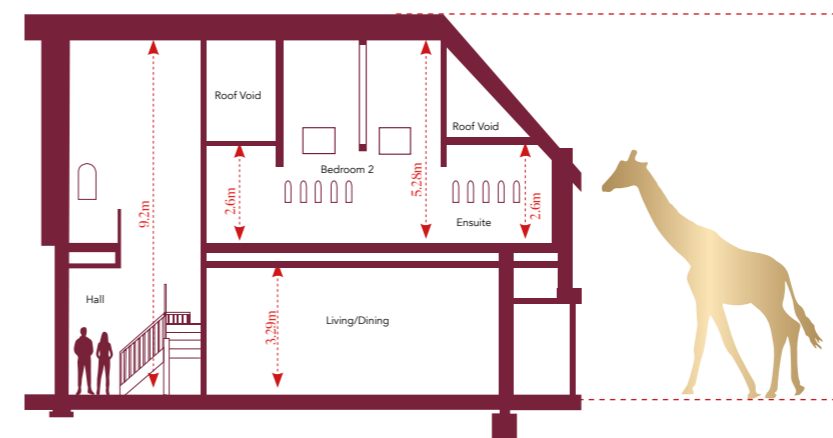 Roof Void
Roof Void
Bedroom 2
9.2m
2.6m
5.28m
2.6m
Ensuite
Hall
Living/Dining
3.29m